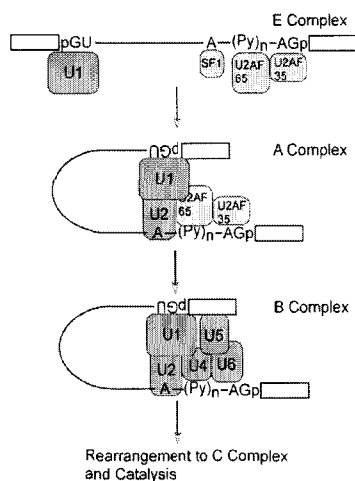 E Complex
pGU A (Py)n-AGp
U1 SF1 U2AF 65 U2AF 35
pGU
A Complex
U1
U2 U2AF 65 U2AF 35
A (Py)n-AGp
pGU
B Complex
U1 U5
U2 U4 U6
A (Py)n-AGp
Rearrangement to C Complex
and Catalysis